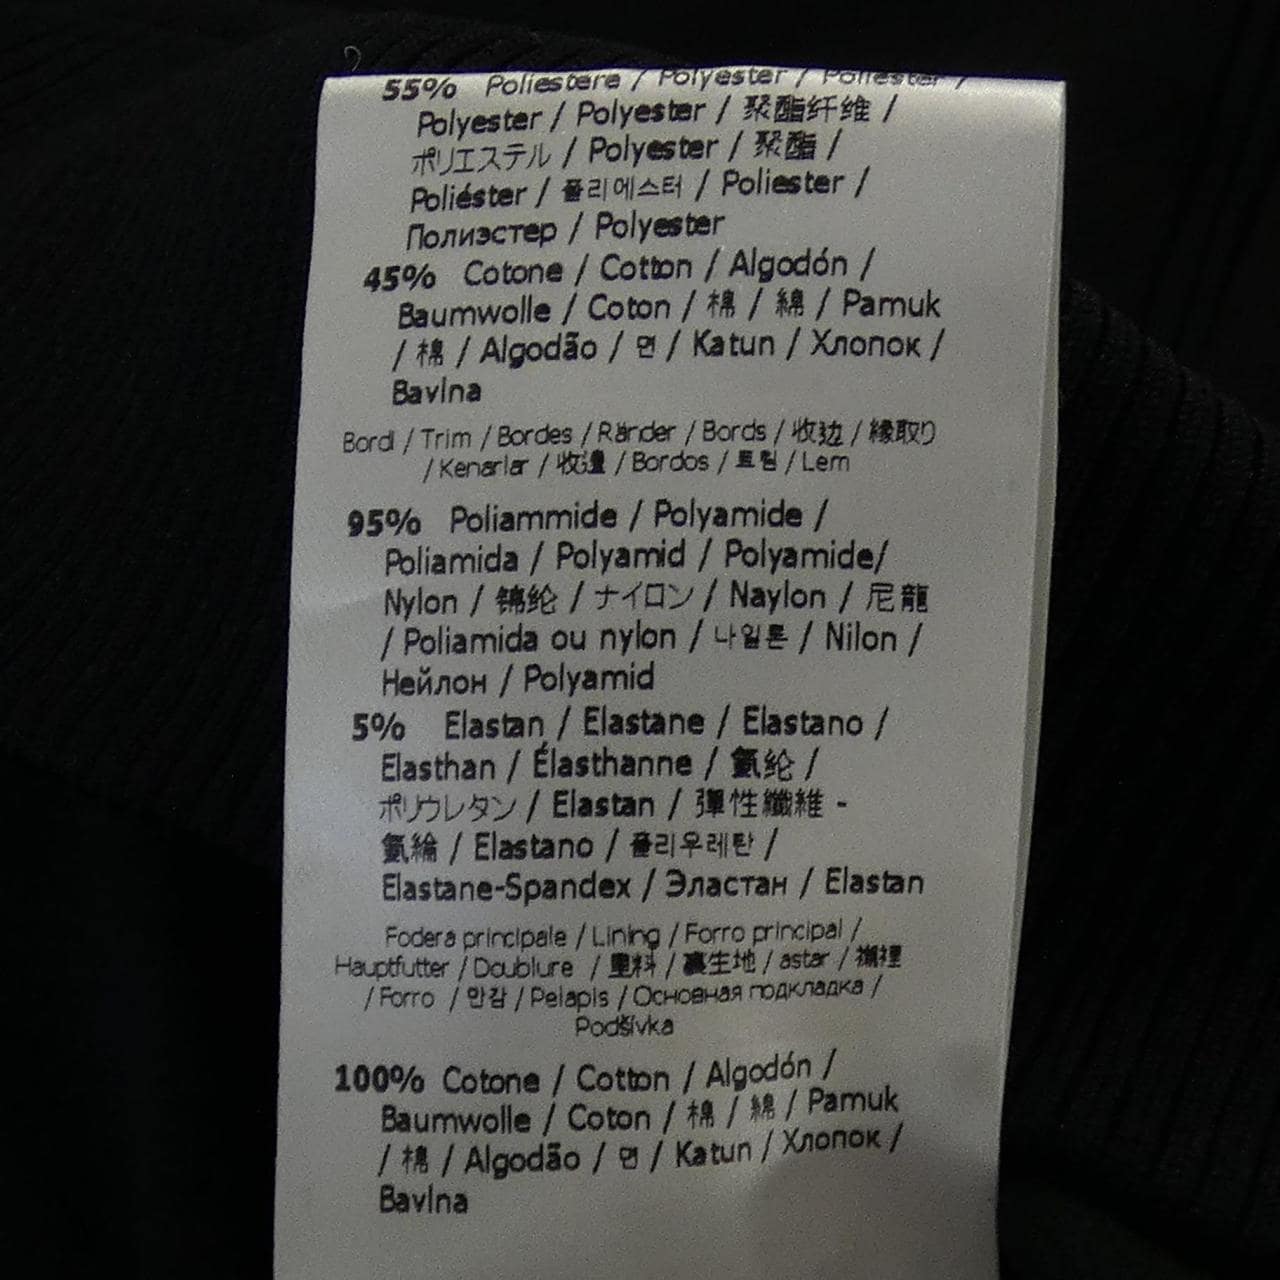 55% Poliestere / Polyester / Poliéster /
Polyester / Polyester / 聚酯纤维 /
ポリエステル / Polyester / 聚酯 /
Poliéster / 폴리에스터 / Poliester /
Полиэстер / Polyester
45% Cotone / Cotton / Algodón /
Baumwolle / Coton / 棉 / 綿 / Pamuk
/ 棉 / Algodão / 면 / Katun / Хлопок /
Bavlna
Bordi / Trim / Bordes / Ränder / Bords / 收边 / 縁取り
/ Kenarlar / 收邊 / Bordos / 트림 / Lem
95% Poliammide / Polyamide /
Poliamida / Polyamid / Polyamide/
Nylon / 锦纶 / ナイロン / Naylon / 尼龍
/ Poliamida ou nylon / 나일론 / Nilon /
Нейлон / Polyamid
5% Elastan / Elastane / Elastano /
Elasthan / Élasthanne / 氨纶 /
ポリウレタン / Elastan / 彈性纖維 -
氨綸 / Elastano / 폴리우레탄 /
Elastane-Spandex / Эластан / Elastan
Fodera principale / Lining / Forro principal /
Hauptfutter / Doublure / 里料 / 裏生地 / astar / 襯裡
/ Forro / 안감 / Pelapis / Основная подкладка /
Podšívka
100% Cotone / Cotton / Algodón /
Baumwolle / Coton / 棉 / 綿 / Pamuk
/ 棉 / Algodão / 면 / Katun / Хлопок /
Bavlna